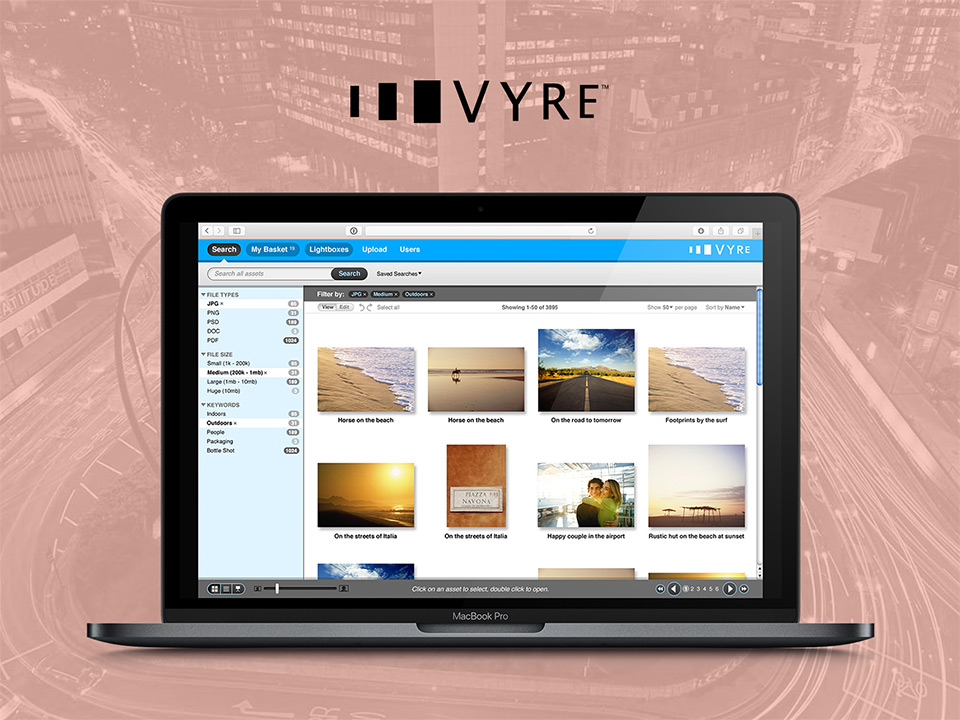 VYRE™
Search My Basket 19 Lightboxes Upload Users
VYRE
Search all assets Search Saved Searches
FILE TYPES
JPG ×
PNG 31
PSD 189
DOC 3
PDF 1024
FILE SIZE
Small (1k - 200k)
Medium (200k - 1mb) × 31
Large (1mb - 10mb) 189
Huge (10mb) 3
KEYWORDS
Indoors
Outdoors × 31
People 189
Packaging 3
Bottle Shot 1024
Filter by: JPG × Medium × Outdoors ×
View Edit Select all Showing 1-50 of 3895 Show 50 per page Sort by Name
Horse on the beach
Horse on the beach
On the road to tomorrow
Footprints by the surf
PIAZZA
NAVONA
On the streets of Italia
On the streets of Italia
Happy couple in the airport
Rustic hut on the beach at sunset
Click on an asset to select, double click to open.
1 2 3 4 5 6
MacBook Pro
ATTITUDE